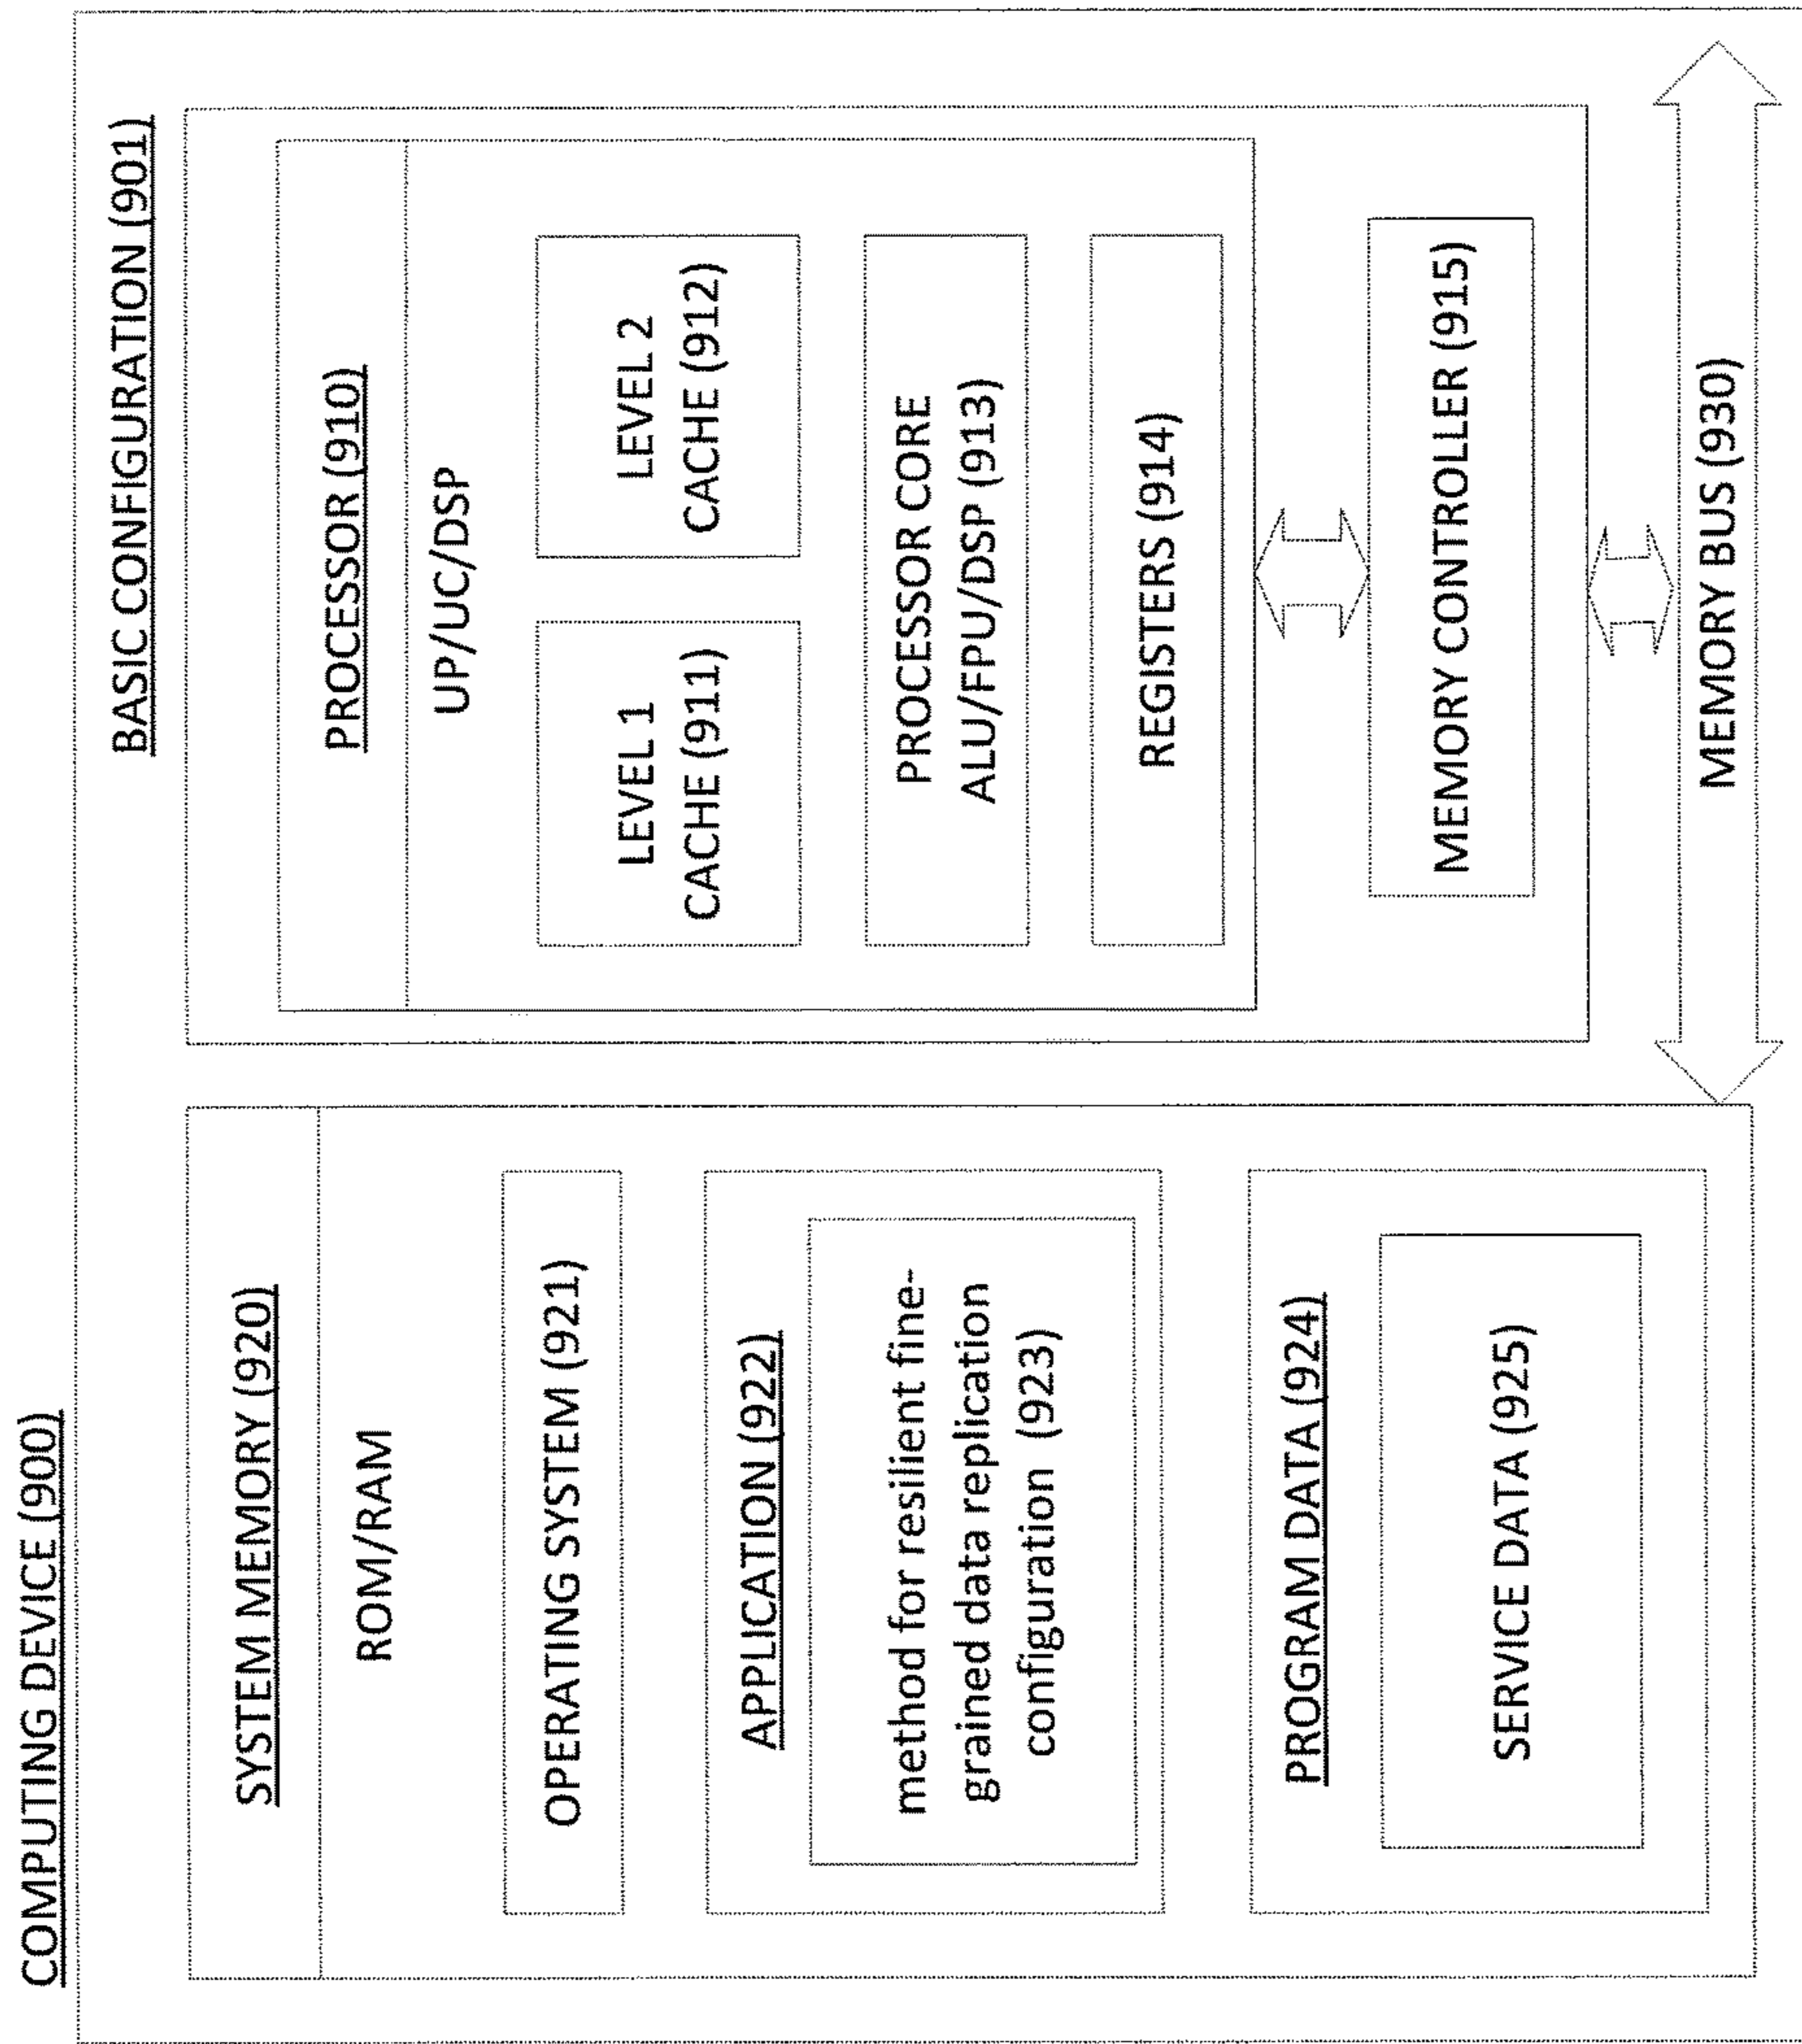 COMPUTING DEVICE (900)
SYSTEM MEMORY (920)
ROM/RAM
OPERATING SYSTEM (921)
APPLICATION (922)
method for resilient fine-
grained data replication
configuration (923)
PROGRAM DATA (924)
SERVICE DATA (925)
BASIC CONFIGURATION (901)
PROCESSOR (910)
UP/UC/DSP
LEVEL 1
CACHE (911)
LEVEL 2
CACHE (912)
PROCESSOR CORE
ALU/FPU/DSP (913)
REGISTERS (914)
MEMORY CONTROLLER (915)
MEMORY BUS (930)